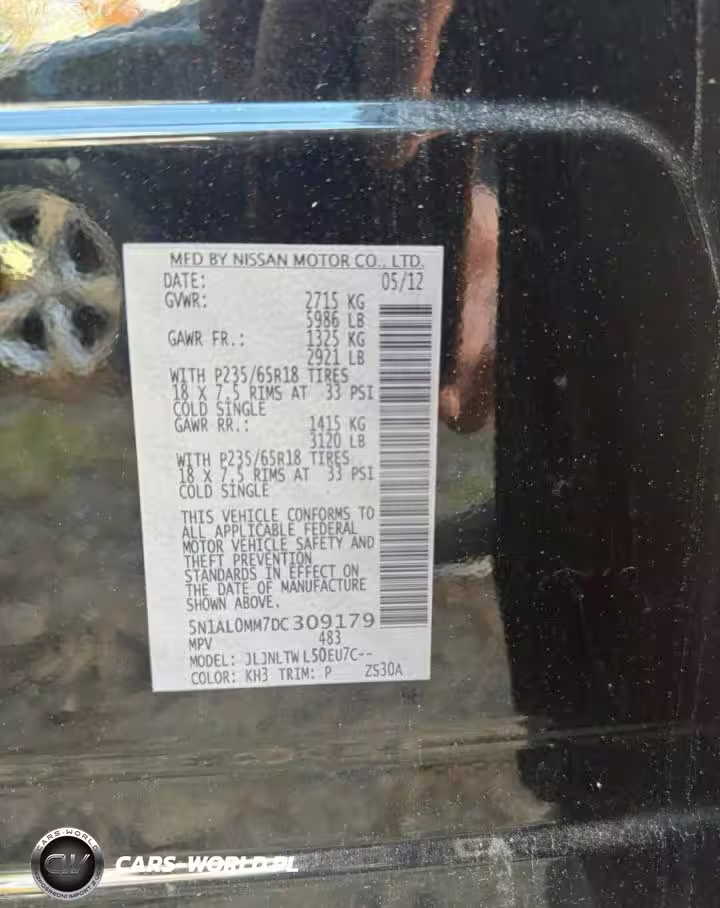 MFD BY NISSAN MOTOR CO., LTD.
DATE: 05/12
GVWR: 2715 KG
5986 LB
GAWR FR.: 1325 KG
2921 LB
WITH P235/65R18 TIRES
18 X 7.5 RIMS AT 33 PSI
COLD SINGLE
GAWR RR.: 1415 KG
3120 LB
WITH P235/65R18 TIRES
18 X 7.5 RIMS AT 33 PSI
COLD SINGLE
THIS VEHICLE CONFORMS TO
ALL APPLICABLE FEDERAL
MOTOR VEHICLE SAFETY AND
THEFT PREVENTION
STANDARDS IN EFFECT ON
THE DATE OF MANUFACTURE
SHOWN ABOVE.
5N1AL0MM7DC309179
MPV 483
MODEL: JLJNLTW L50EU7C--
COLOR: KH3 TRIM: P ZS30A
CARS-WORLD
CW
CARS-WORLD.PL